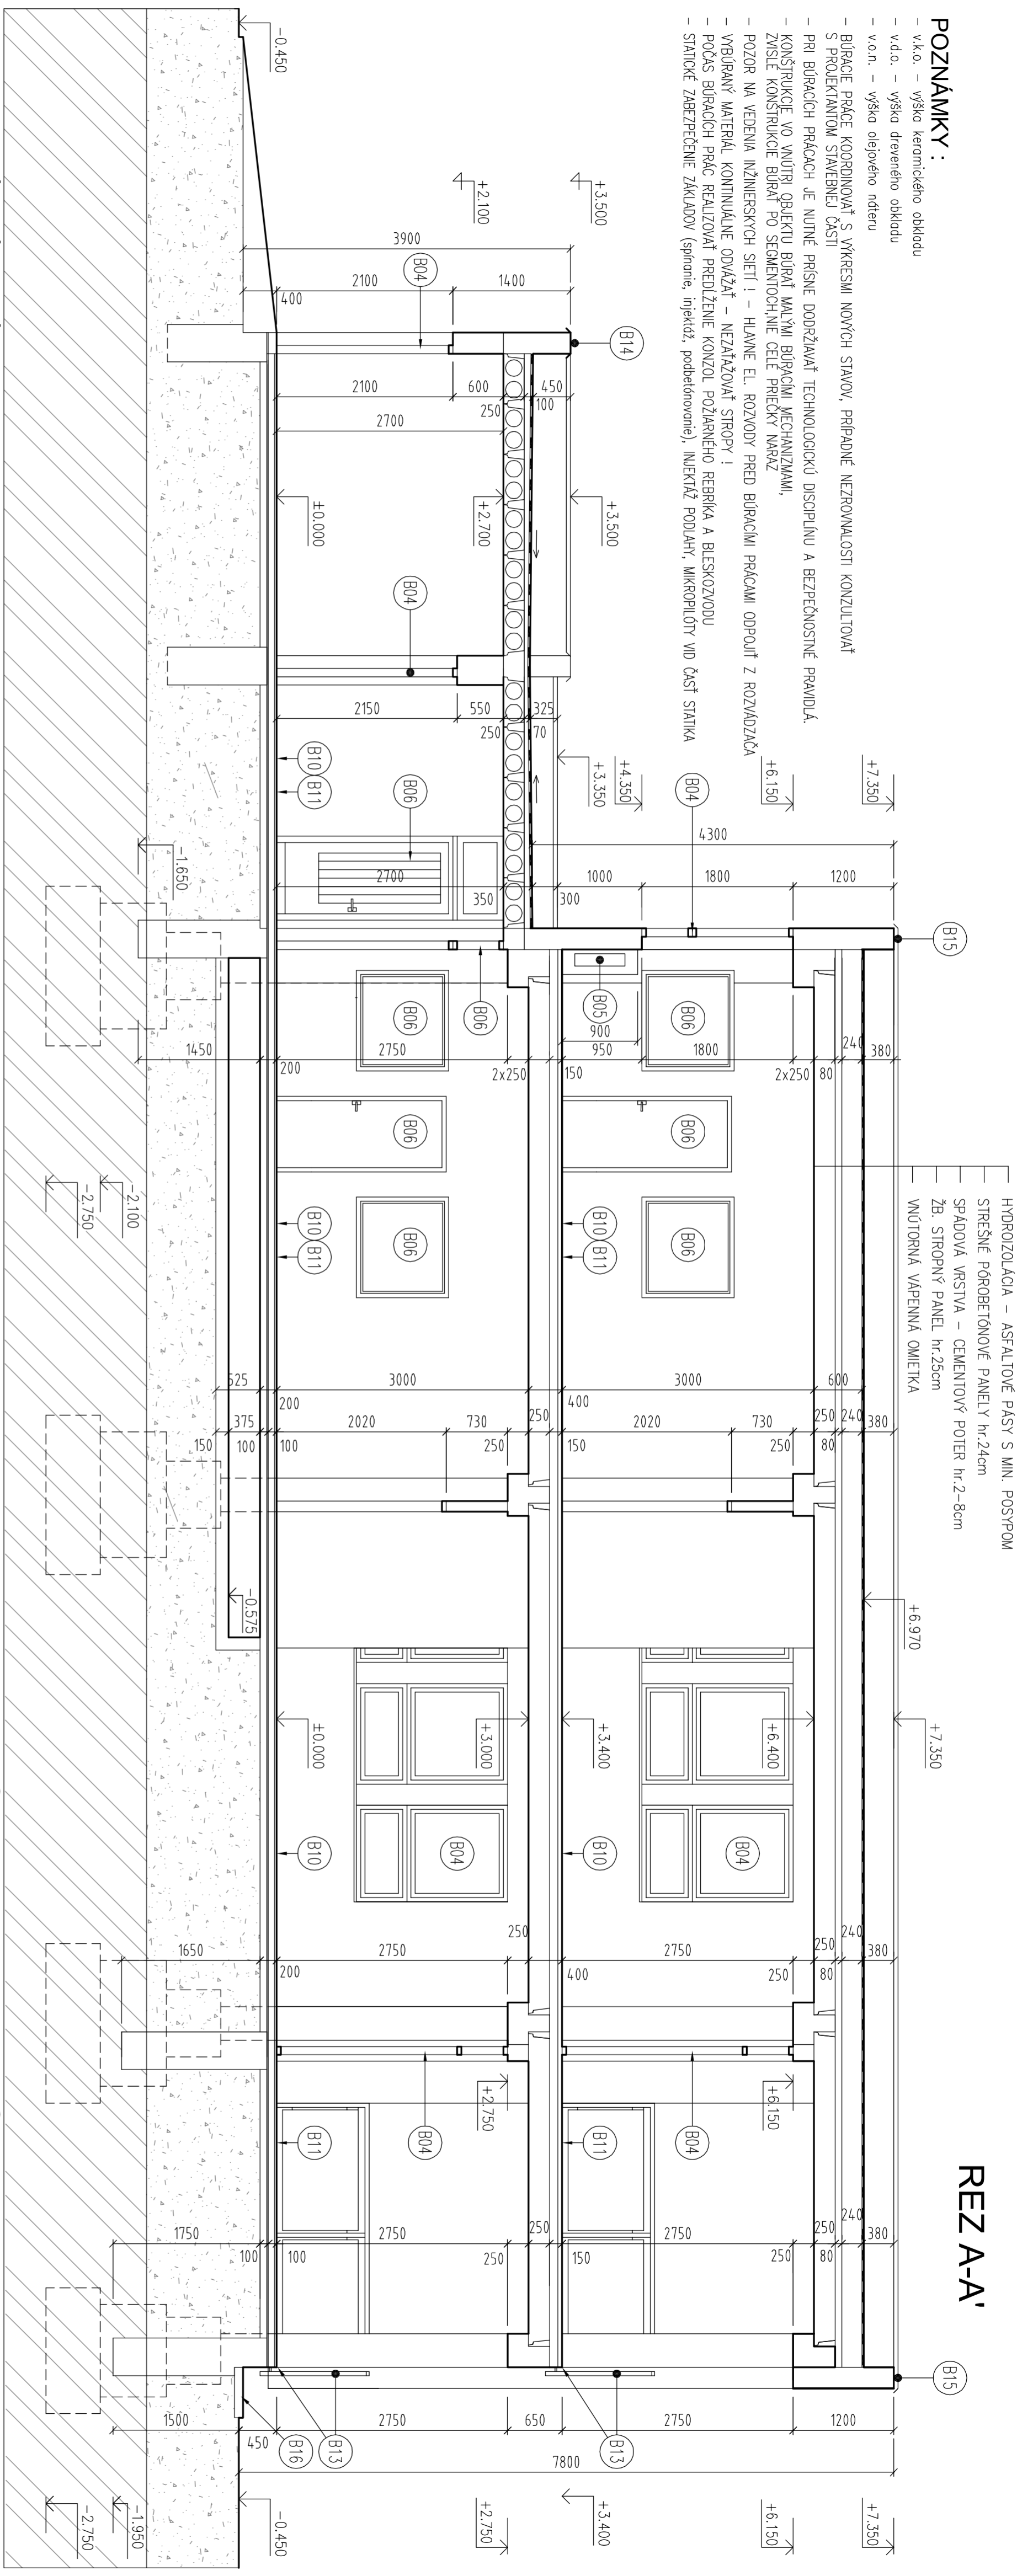 POZNÁMKY :
- v.k.o. - výška keramického obkladu
- v.d.o. - výška dreveného obkladu
- v.o.n. - výška olejového náteru
- BÚRACIE PRÁCE KOORDINOVAŤ S VÝKRESMI NOVÝCH STAVOV, PRÍPADNÉ NEZROVNALOSTI KONZULTOVAŤ
S PROJEKTANTOM STAVEBNEJ ČASTI
- PRI BÚRACÍCH PRÁCACH JE NUTNÉ PRÍSNE DODRŽIAVAŤ TECHNOLOGICKÚ DISCIPLÍNU A BEZPEČNOSTNÉ PRAVIDLÁ.
- KONŠTRUKCIE VO VNÚTRI OBJEKTU BÚRAŤ MALÝMI BÚRACÍMI MECHANIZMAMI,
ZVISLÉ KONŠTRUKCIE BÚRAŤ PO SEGMENTOCH,NIE CELÉ PRIEČKY NARAZ
- POZOR NA VEDENIA INŽINIERSKYCH SIETÍ ! - HLAVNE EL. ROZVODY PRED BÚRACÍMI PRÁCAMI ODPOJIŤ Z ROZVÁDZAČA
- VYBÚRANÝ MATERIÁL KONTINUÁLNE ODVÁŽAŤ - NEZAŤAŽOVAŤ STROPY !
- POČAS BÚRACÍCH PRÁC REALIZOVAŤ PREDĹŽENIE KONZOL POŽIARNÉHO REBRÍKA A BLESKOZVODU
- STATICKÉ ZABEZPEČENIE ZÁKLADOV (spínanie, injektáž, podbetónovanie), INJEKTÁŽ PODLAHY, MIKROPILÓTY VID ČASŤ STATIKA
REZ A-A'
HYDROIZOLÁCIA - ASFALTOVÉ PÁSY S MIN. POSYPOM
STREŠNÉ PÓROBETÓNOVÉ PANELY hr.24cm
SPÁDOVÁ VRSTVA - CEMENTOVÝ POTER hr.2-8cm
ŽB. STROPNÝ PANEL hr.25cm
VNÚTORNÁ VÁPENNÁ OMIETKA
+7.350
+6.150
+4.350
+3.350
B15
B15
+6.970
+7.350
+7.350
4300
1200
1800
1000
300
B04
380
240
80
2x250
1800
950
900
150
B05
B06
B06
B06
B10
B11
600
3000
400
380
240
80
250
250
730
2020
150
+6.400
+3.400
B04
B10
380
240
80
250
250
2750
400
+6.150
B04
B11
380
240
80
250
250
2750
150
1200
2750
650
2750
450
1500
7800
B13
B13
B16
+6.150
+3.400
+2.750
-0.450
-1.950
-2.750
+3.500
+2.100
B14
3900
1400
2100
400
B04
450
100
600
250
2100
2700
+3.500
+2.700
±0.000
B04
325
70
550
250
2150
B10
B11
B06
2700
350
B06
B06
B06
B06
2x250
2750
200
1450
B10
B11
3000
200
525
250
250
730
2020
100
100
375
150
+3.000
±0.000
B04
B10
250
2750
200
1650
+2.750
B04
B11
250
250
2750
100
100
1750
-0.450
-1.650
-2.100
-2.750
-0.575